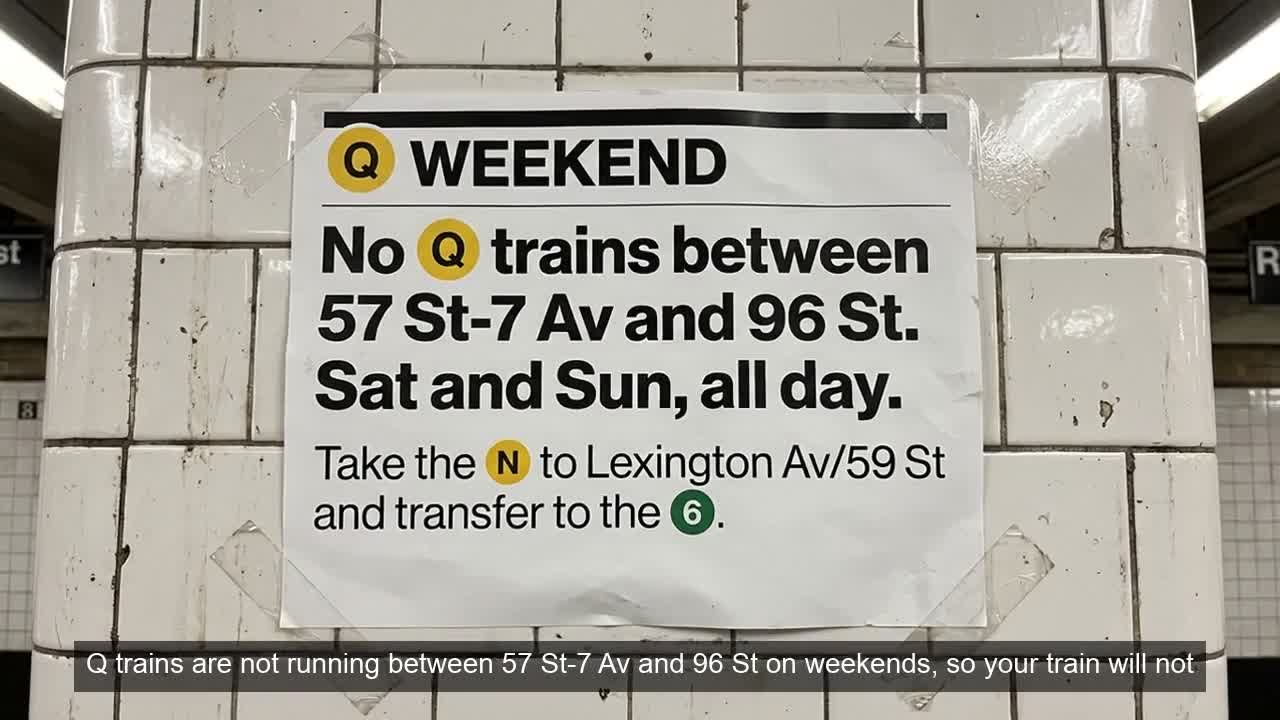 Q WEEKEND
No Q trains between
57 St-7 Av and 96 St.
Sat and Sun, all day.
Take the N to Lexington Av/59 St
and transfer to the 6.
st
R
8
Q trains are not running between 57 St-7 Av and 96 St on weekends, so your train will not